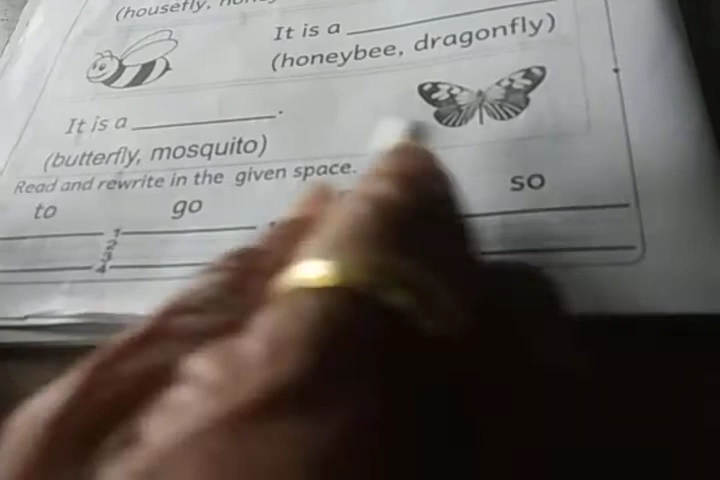 (housefly,
It is a
(honeybee, dragonfly)
It is a .
(butterfly, mosquito)
Read and rewrite in the given space.
to go so
1
2
3
4